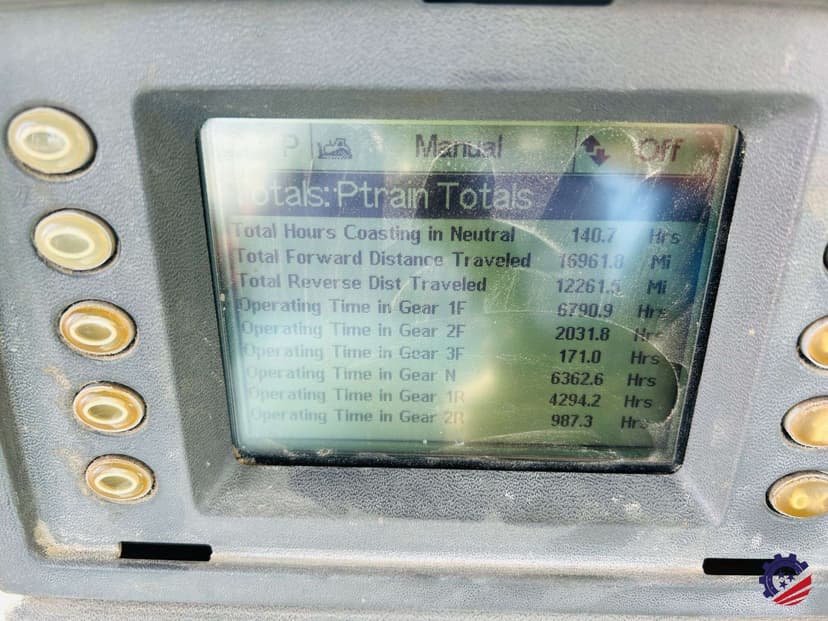 P Manual Off
Totals: Ptrain Totals
Total Hours Coasting in Neutral 140.7 Hrs
Total Forward Distance Traveled 16961.8 Mi
Total Reverse Dist Traveled 12261.5 Mi
Operating Time in Gear 1F 6790.9 Hrs
Operating Time in Gear 2F 2031.8 Hrs
Operating Time in Gear 3F 171.0 Hrs
Operating Time in Gear N 6362.6 Hrs
Operating Time in Gear 1R 4294.2 Hrs
Operating Time in Gear 2R 987.3 Hrs